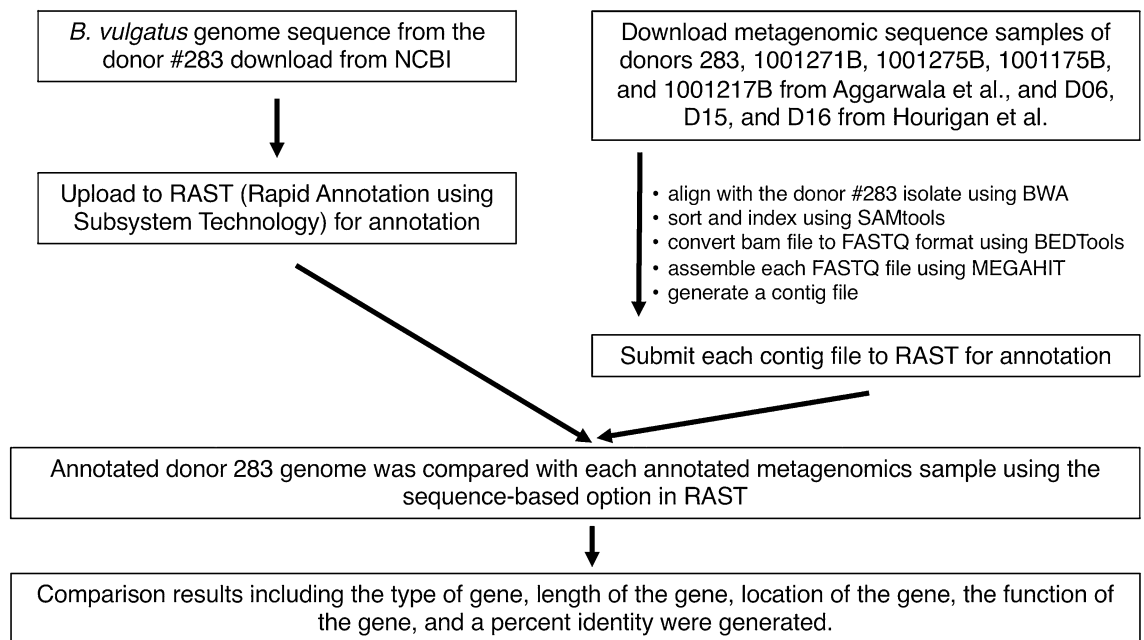 B. vulgatus genome sequence from the
donor #283 download from NCBI
Upload to RAST (Rapid Annotation using
Subsystem Technology) for annotation
Download metagenomic sequence samples of
donors 283, 1001271B, 1001275B, 1001175B,
and 1001217B from Aggarwala et al., and D06,
D15, and D16 from Hourigan et al.
• align with the donor #283 isolate using BWA
• sort and index using SAMtools
• convert bam file to FASTQ format using BEDTools
• assemble each FASTQ file using MEGAHIT
• generate a contig file
Submit each contig file to RAST for annotation
Annotated donor 283 genome was compared with each annotated metagenomics sample using the
sequence-based option in RAST
Comparison results including the type of gene, length of the gene, location of the gene, the function of
the gene, and a percent identity were generated.